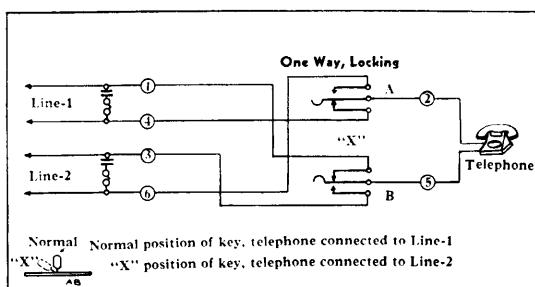 One Way, Locking
1
A
Line-1
2
4
"X"
3
Telephone
Line-2
5
6
B
Normal
Normal position of key, telephone connected to Line-1
"X"
"X" position of key, telephone connected to Line-2
AB